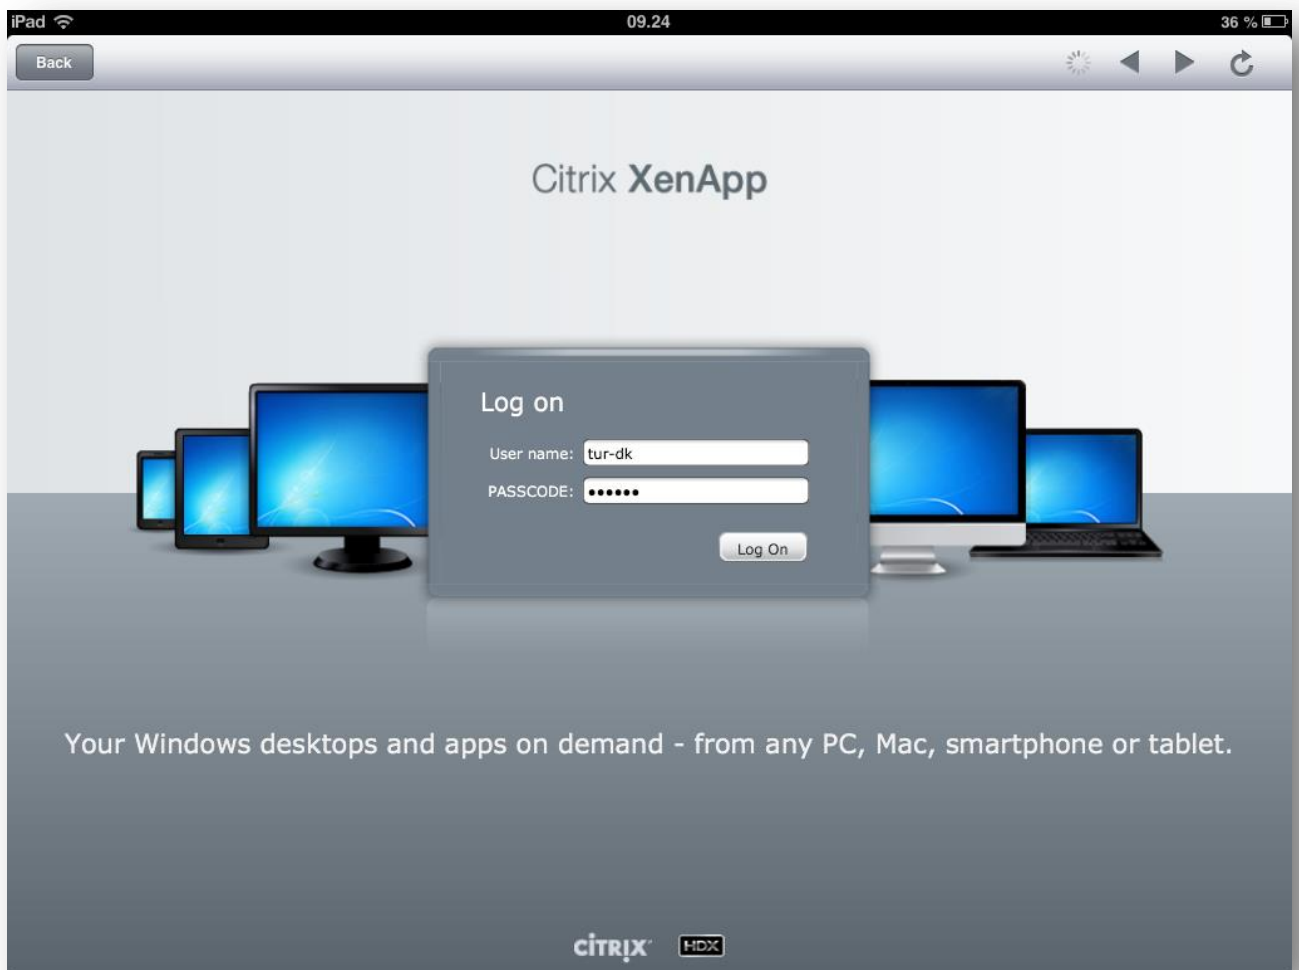 iPad 09.24 36 %
Back
Citrix XenApp
Log on
User name: tur-dk
PASSCODE: ••••••
Log On
Your Windows desktops and apps on demand - from any PC, Mac, smartphone or tablet.
CITRIX HDX